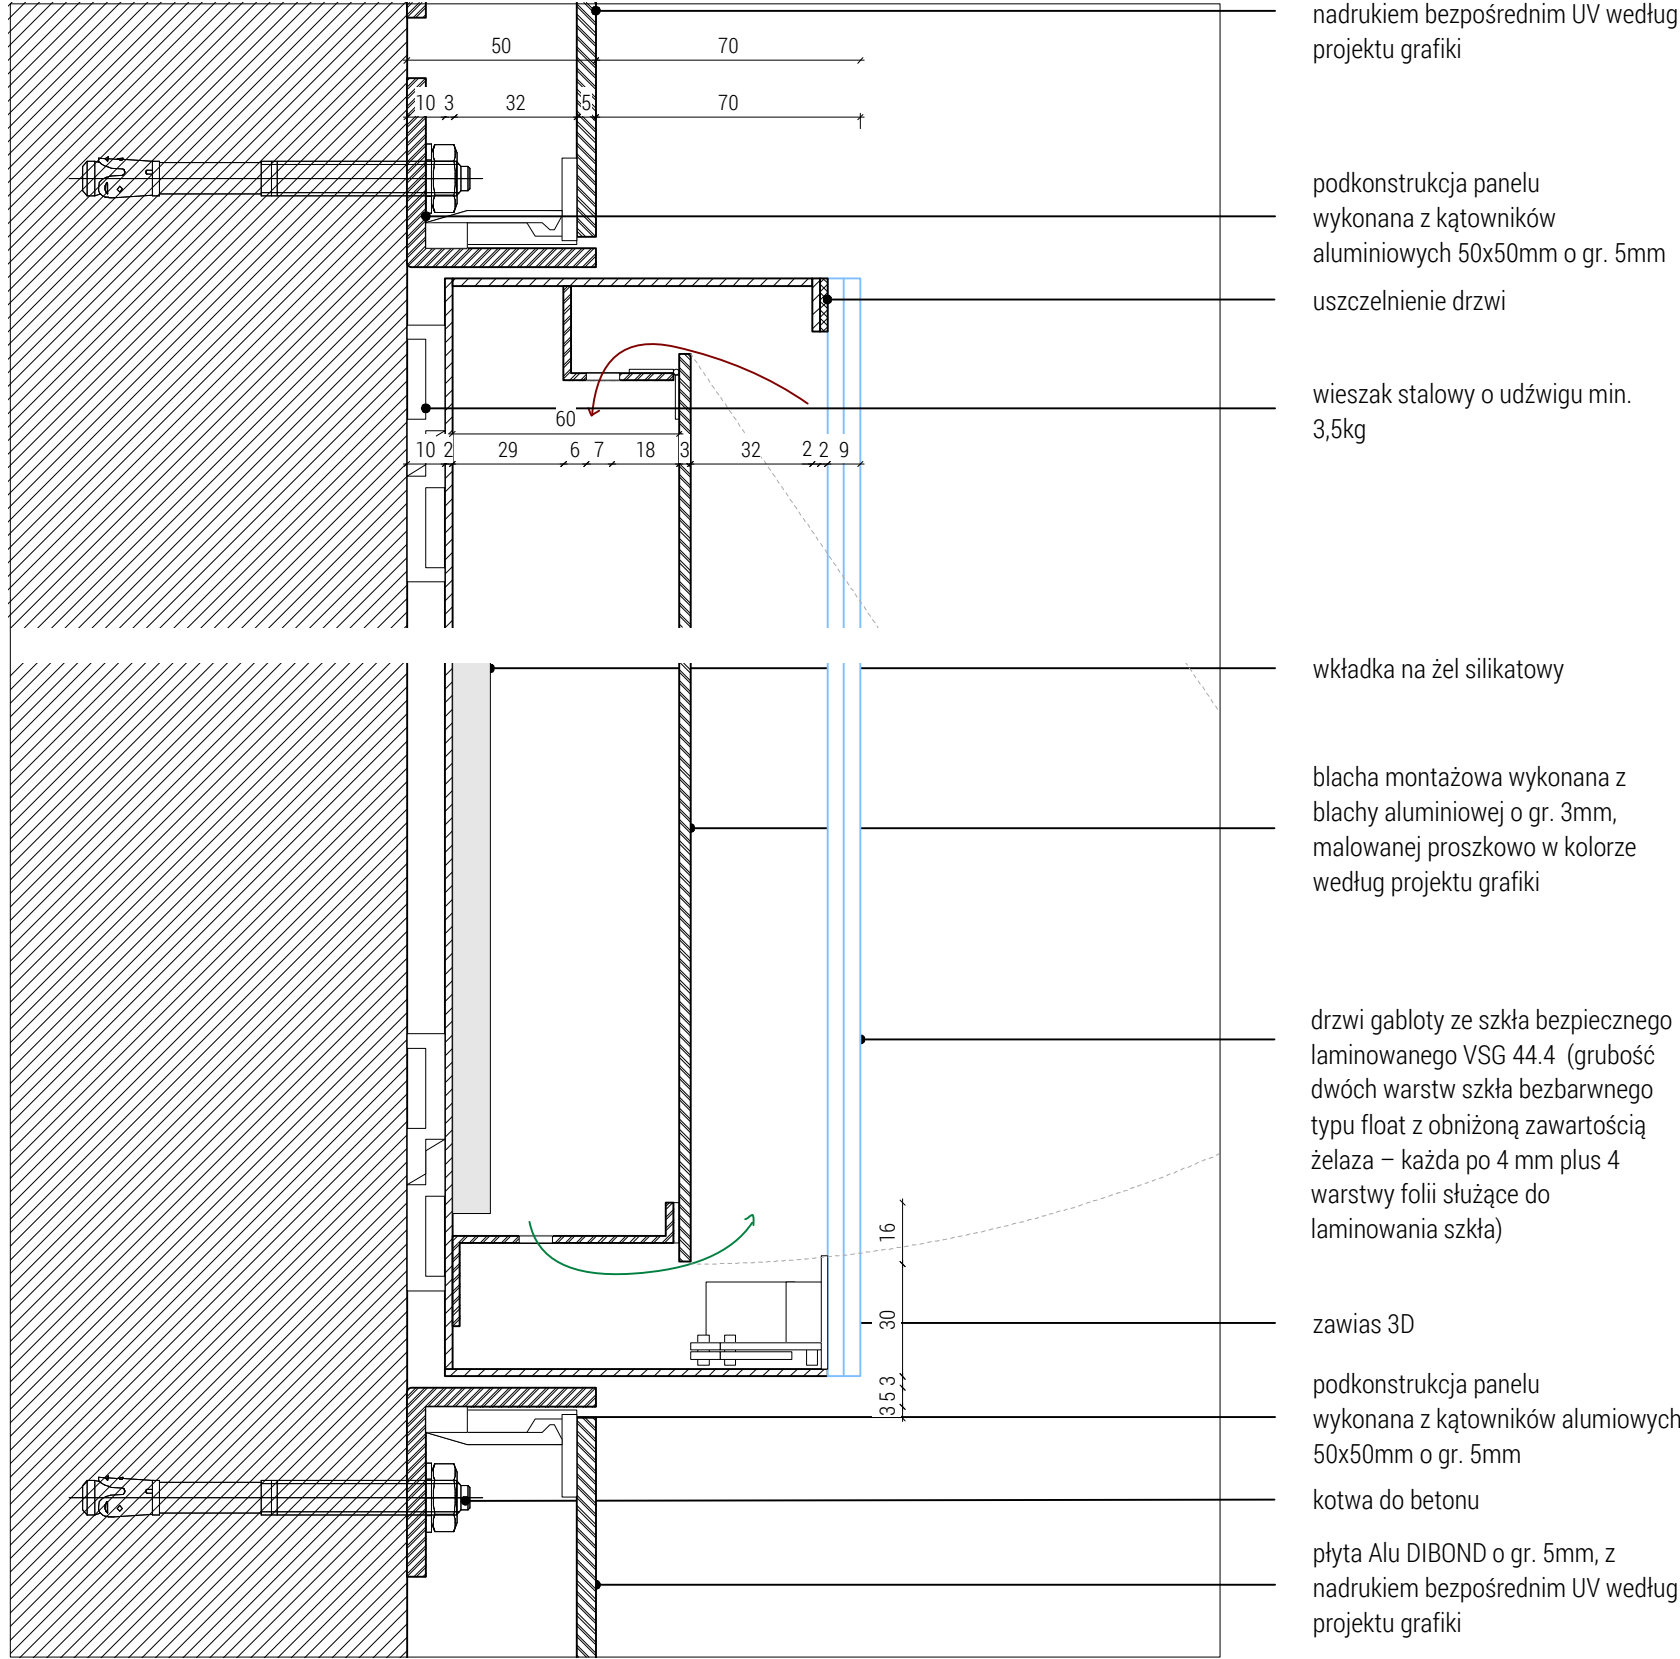 nadrukiem bezpośrednim UV według
projektu grafiki
50 70
10 3 32 5 70
podkonstrukcja panelu
wykonana z kątowników
aluminiowych 50x50mm o gr. 5mm
uszczelnienie drzwi
wieszak stalowy o udźwigu min.
3,5kg
60
10 2 29 6 7 18 3 32 2 2 9
wkładka na żel silikatowy
blacha montażowa wykonana z
blachy aluminiowej o gr. 3mm,
malowanej proszkowo w kolorze
według projektu grafiki
drzwi gabloty ze szkła bezpiecznego
laminowanego VSG 44.4 (grubość
dwóch warstw szkła bezbarwnego
typu float z obniżoną zawartością
żelaza – każda po 4 mm plus 4
warstwy folii służące do
laminowania szkła)
16
30
3
5
3
zawias 3D
podkonstrukcja panelu
wykonana z kątowników alumiowych
50x50mm o gr. 5mm
kotwa do betonu
płyta Alu DIBOND o gr. 5mm, z
nadrukiem bezpośrednim UV według
projektu grafiki